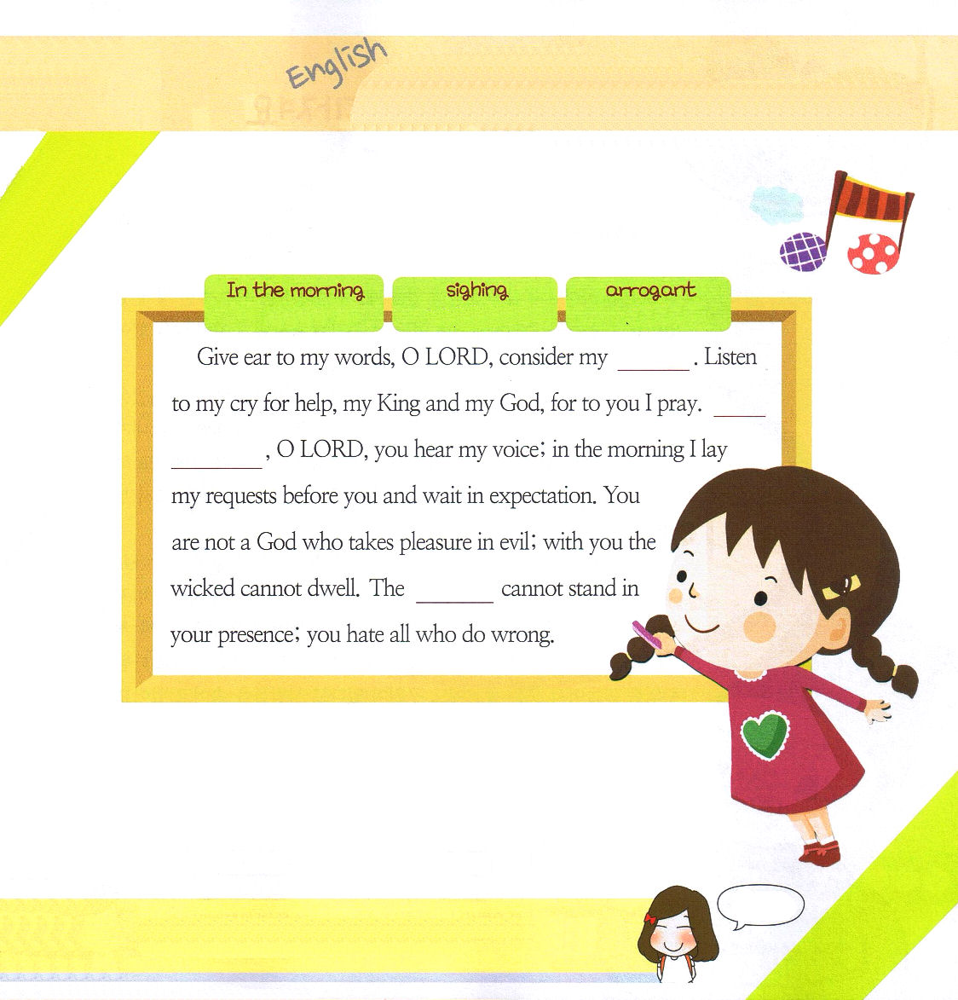 English
In the morning sighing arrogant
Give ear to my words, O LORD, consider my ______ . Listen
to my cry for help, my King and my God, for to you I pray. ____
_______ , O LORD, you hear my voice; in the morning I lay
my requests before you and wait in expectation. You
are not a God who takes pleasure in evil; with you the
wicked cannot dwell. The ______ cannot stand in
your presence; you hate all who do wrong.